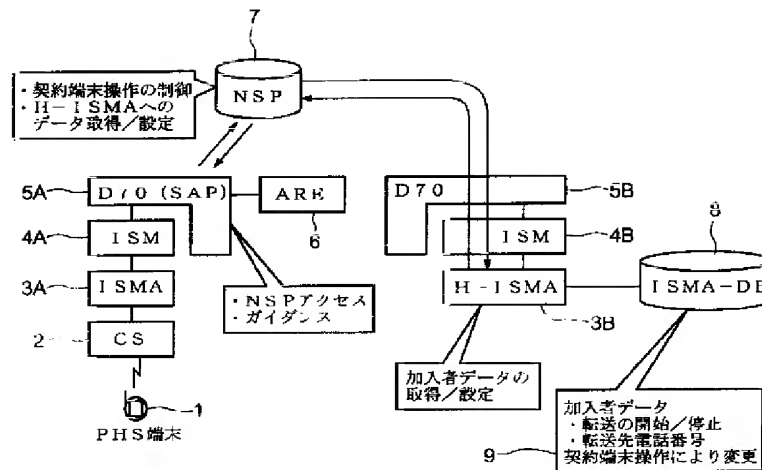 7
・契約端末操作の制御
・H-ISMAへの
データ取得/設定
NSP
5A
D70 (SAP)
ARE
6
D70
5B
4A
ISM
ISM
4B
8
3A
ISMA
・NSPアクセス
・ガイダンス
H-ISMA
3B
ISMA-DB
2
CS
加入者データの
取得/設定
1
PHS端末
加入者データ
・転送の開始/停止
・転送先電話番号
契約端末操作により変更
9